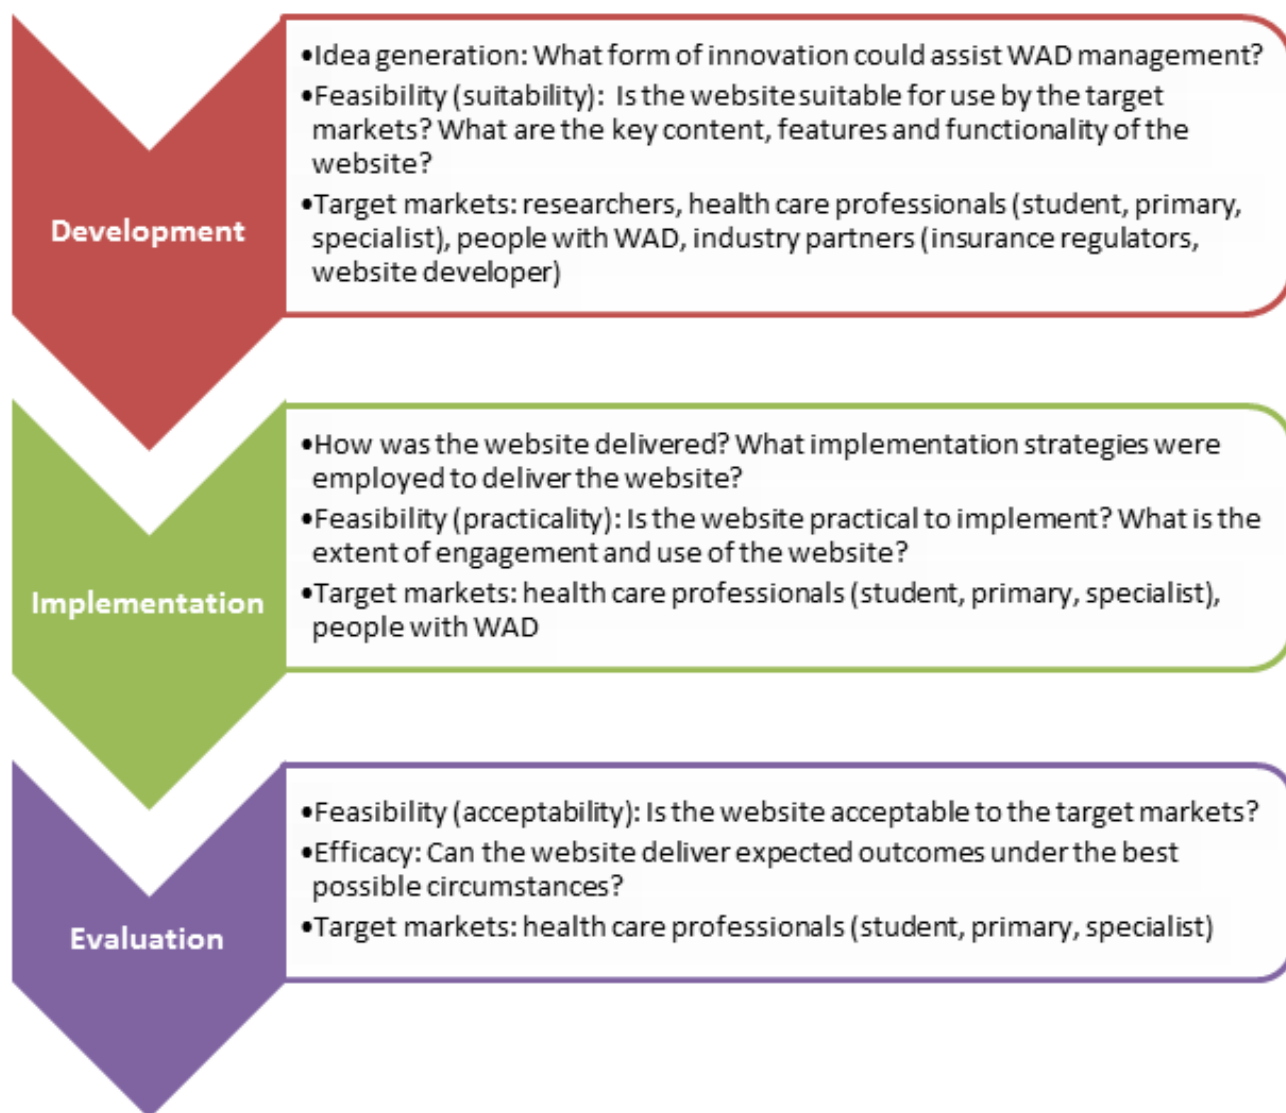 Development
•Idea generation: What form of innovation could assist WAD management?
•Feasibility (suitability):  Is the website suitable for use by the target
markets? What are the key content, features and functionality of the
website?
•Target markets: researchers, health care professionals (student, primary,
specialist), people with WAD, industry partners (insurance regulators,
website developer)
Implementation
•How was the website delivered? What implementation strategies were
employed to deliver the website?
•Feasibility (practicality): Is the website practical to implement? What is the
extent of engagement and use of the website?
•Target markets: health care professionals (student, primary, specialist),
people with WAD
Evaluation
•Feasibility (acceptability): Is the website acceptable to the target markets?
•Efficacy: Can the website deliver expected outcomes under the best
possible circumstances?
•Target markets: health care professionals (student, primary, specialist)